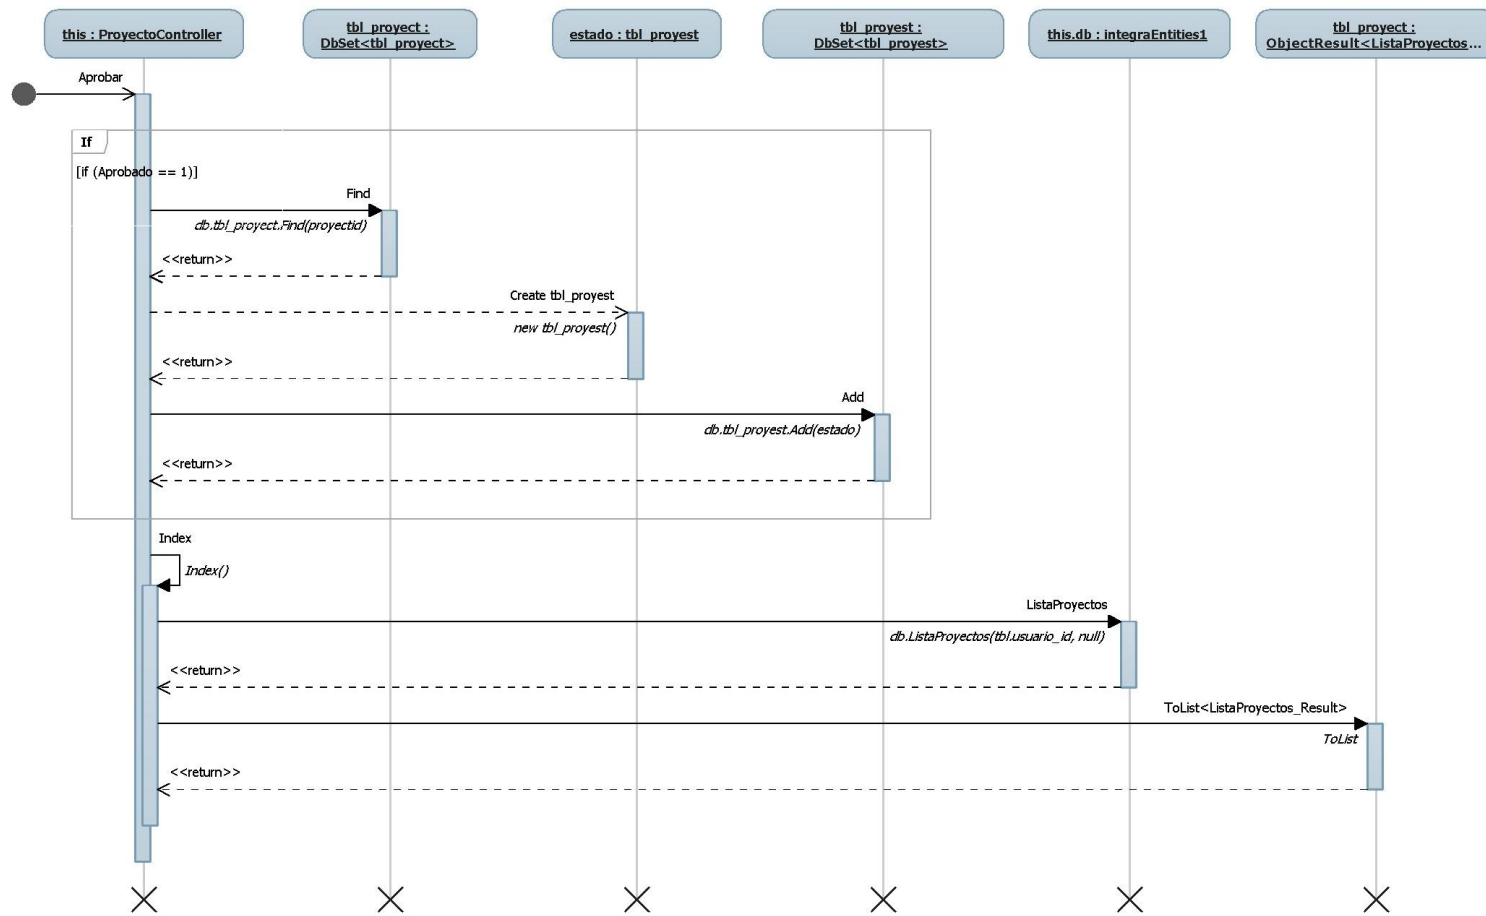 this : ProyectoController
tbl_proyect :
DbSet<tbl_proyect>
estado : tbl_proyest
tbl_proyest :
DbSet<tbl_proyest>
this.db : integraEntities1
tbl_proyect :
ObjectResult<ListaProyectos...
Aprobar
If
[if (Aprobado == 1)]
Find
db.tbl_proyect.Find(proyectid)
<<return>>
Create tbl_proyest
new tbl_proyest()
<<return>>
Add
db.tbl_proyest.Add(estado)
<<return>>
Index
Index()
ListaProyectos
db.ListaProyectos(tbl.usuario_id, null)
<<return>>
ToList<ListaProyectos_Result>
ToList
<<return>>